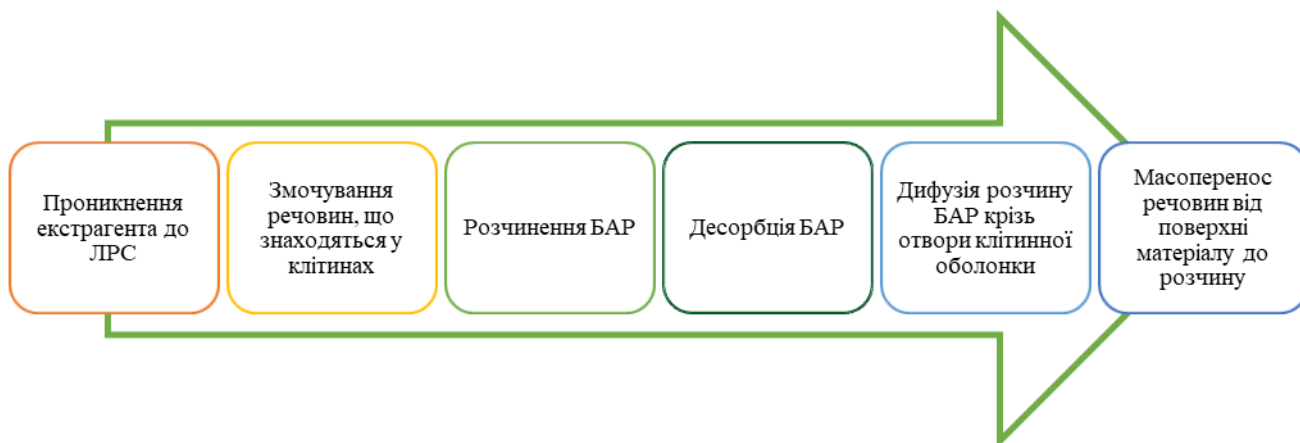 Проникнення
екстрагента до
ЛРС
Змочування
речовин, що
знаходяться у
клітинах
Розчинення БАР
Десорбція БАР
Дифузія розчину
БАР крізь
отвори клітинної
оболонки
Масоперенос
речовин від
поверхні
матеріалу до
розчину